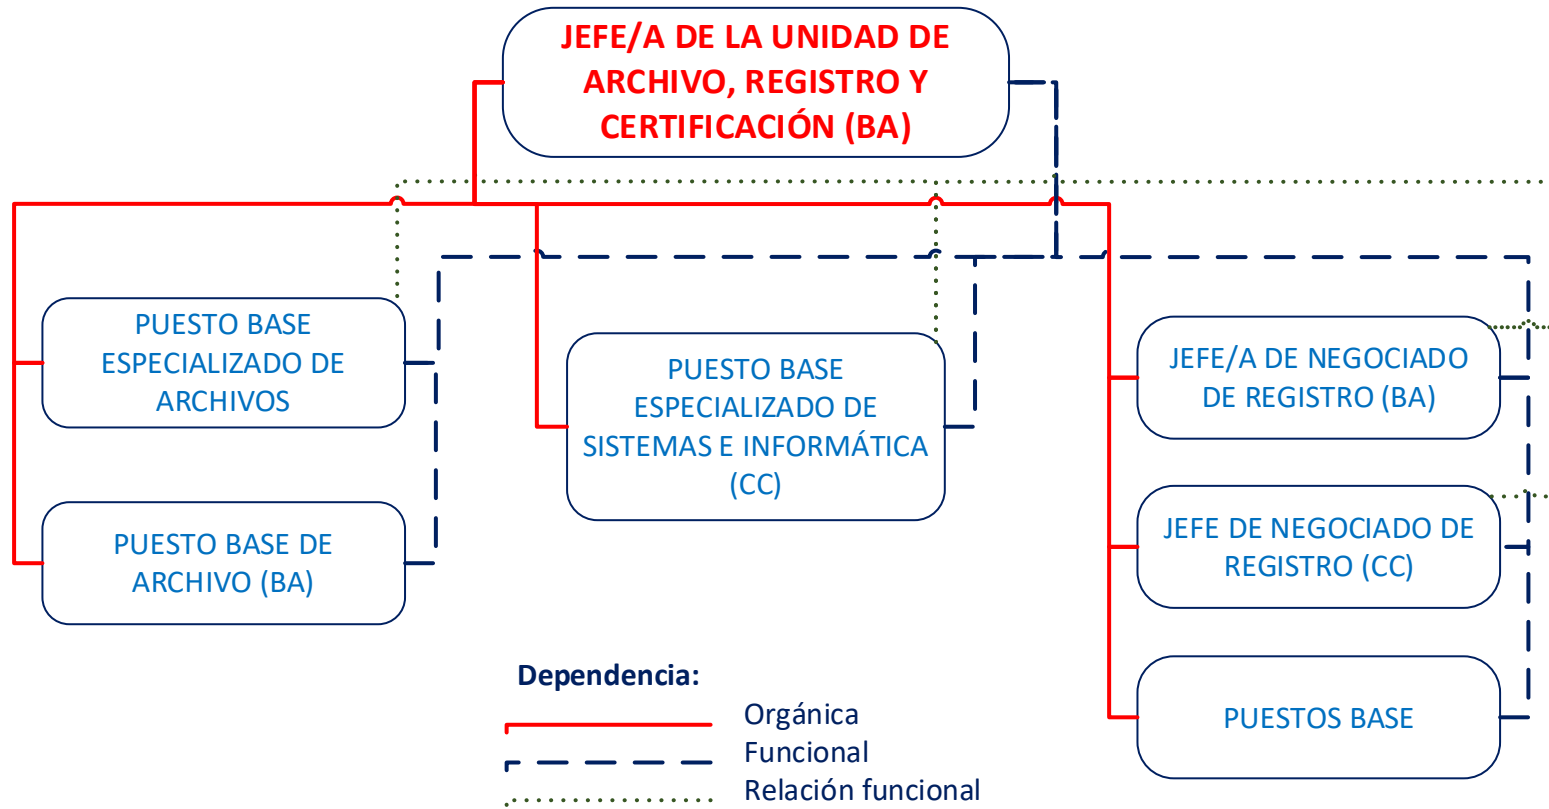 JEFE/A DE LA UNIDAD DE
ARCHIVO, REGISTRO Y
CERTIFICACIÓN (BA)
PUESTO BASE
ESPECIALIZADO DE
ARCHIVOS
PUESTO BASE DE
ARCHIVO (BA)
PUESTO BASE
ESPECIALIZADO DE
SISTEMAS E INFORMÁTICA
(CC)
JEFE/A DE NEGOCIADO
DE REGISTRO (BA)
JEFE DE NEGOCIADO DE
REGISTRO (CC)
PUESTOS BASE
Dependencia:
Orgánica
Funcional
Relación funcional